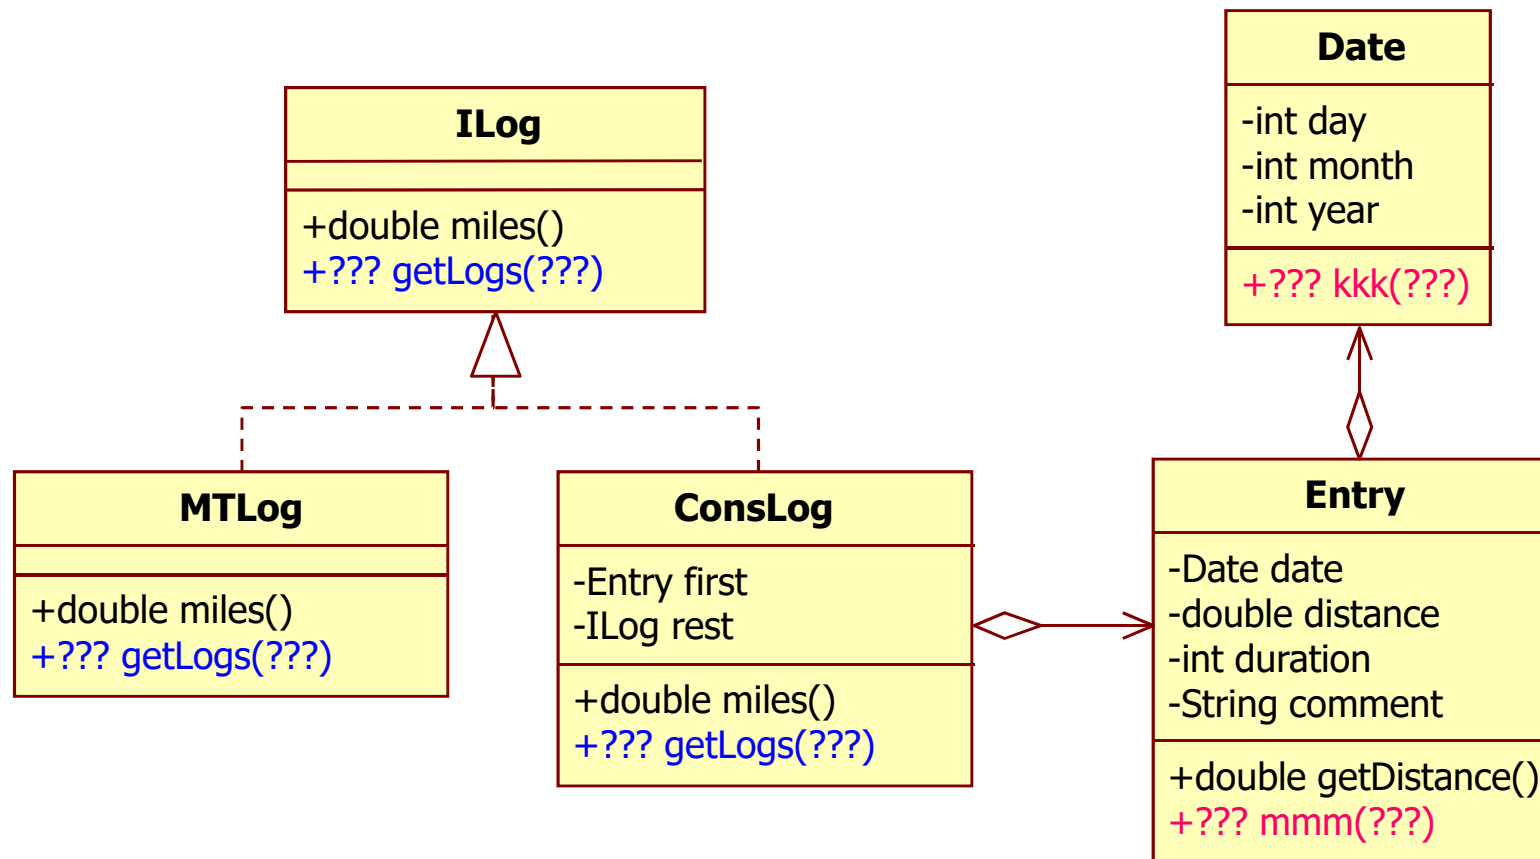 Date
-int day
-int month
-int year
+??? kkk(???)
ILog
+double miles()
+??? getLogs(???)
MTLog
+double miles()
+??? getLogs(???)
ConsLog
-Entry first
-ILog rest
+double miles()
+??? getLogs(???)
Entry
-Date date
-double distance
-int duration
-String comment
+double getDistance()
+??? mmm(???)